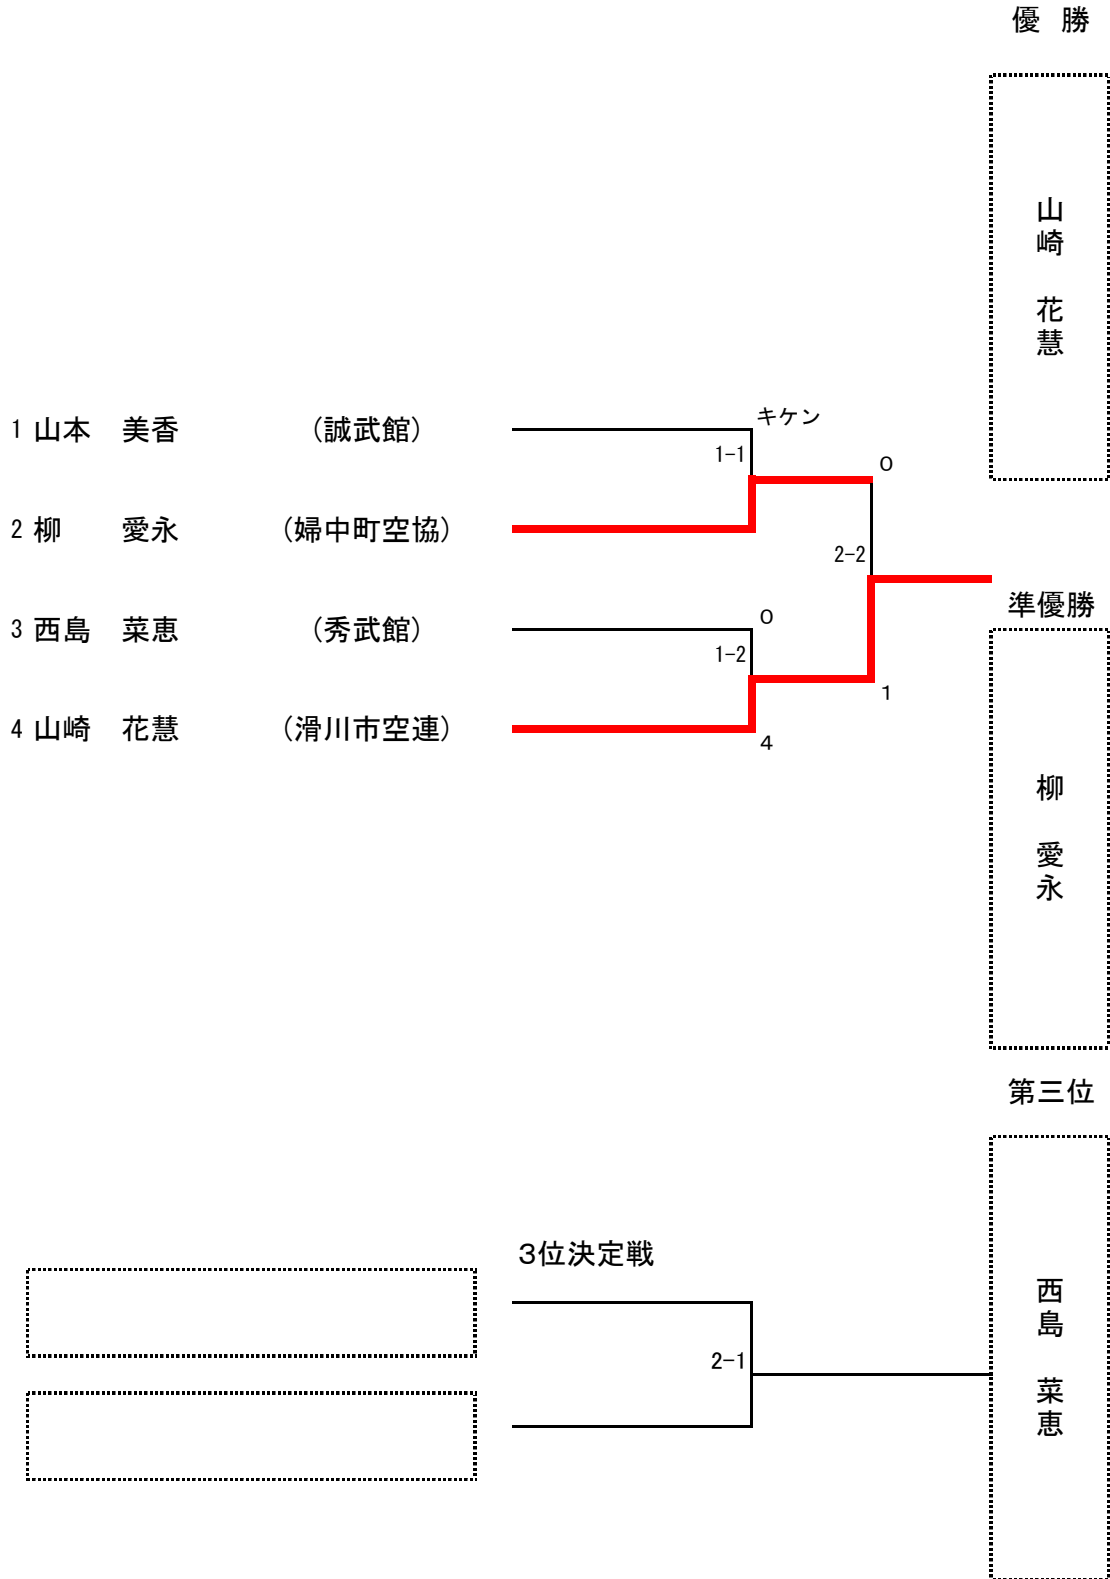 優 勝
山崎 花慧
キケン
1 山本 美香 (誠武館)
1-1
0
2 柳 愛永 (婦中町空協)
2-2
準優勝
柳 愛永
0
3 西島 菜恵 (秀武館)
1-2
1
4 山崎 花慧 (滑川市空連)
4
第三位
西島 菜恵
3位決定戦
2-1